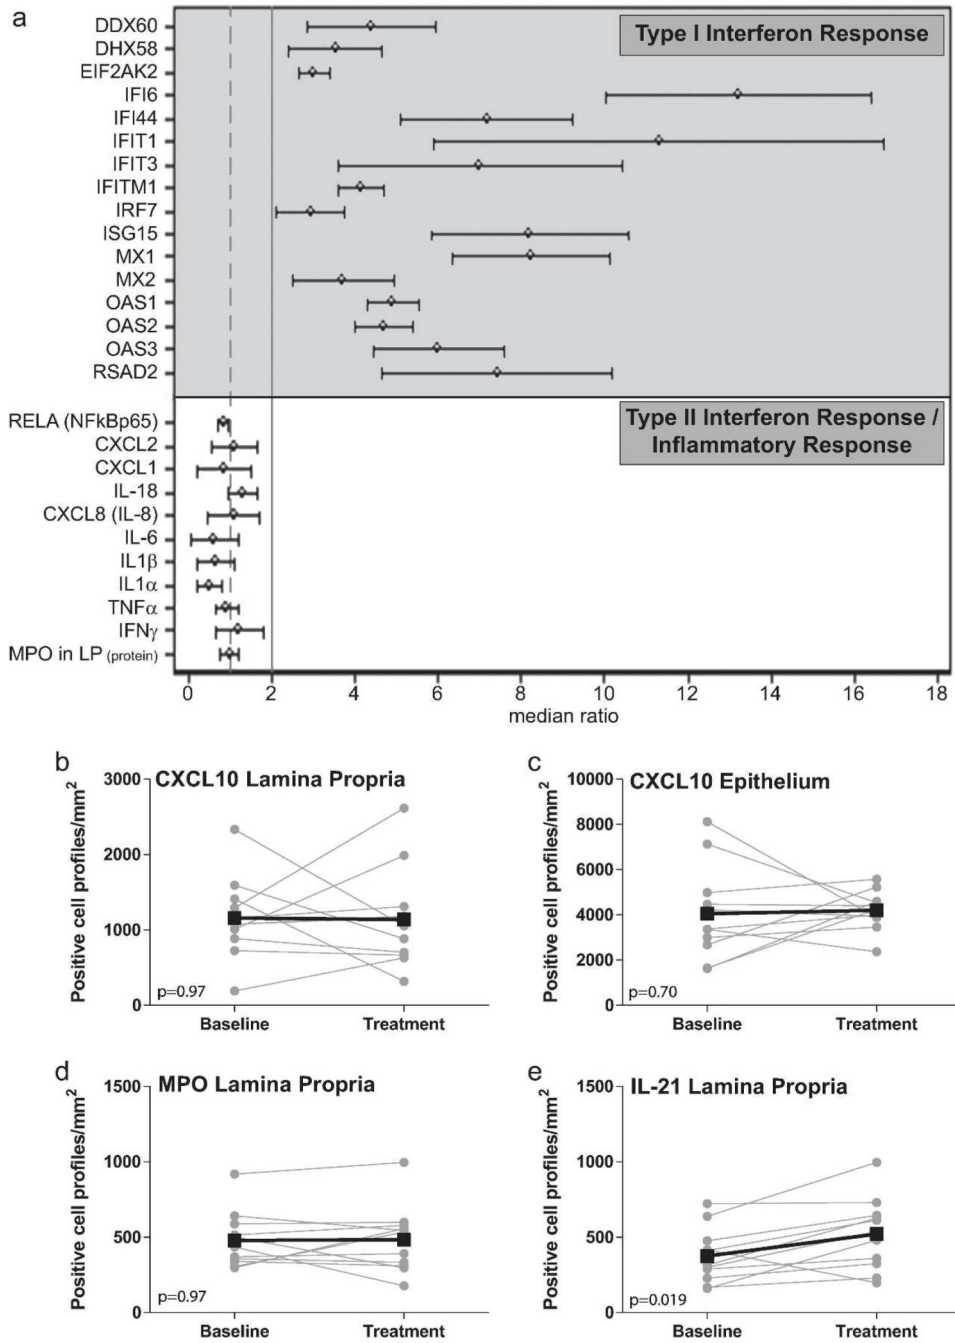 a
Type I Interferon Response
DDX60
DHX58
EIF2AK2
IFI6
IFI44
IFIT1
IFIT3
IFITM1
IRF7
ISG15
MX1
MX2
OAS1
OAS2
OAS3
RSAD2
Type II Interferon Response /
Inflammatory Response
RELA (NFkBp65)
CXCL2
CXCL1
IL-18
CXCL8 (IL-8)
IL-6
IL1β
IL1α
TNFα
IFNγ
MPO in LP (protein)
0 2 4 6 8 10 12 14 16 18
median ratio
b
CXCL10 Lamina Propria
Positive cell profiles/mm²
3000
2000
1000
0
p=0.97
Baseline Treatment
c
CXCL10 Epithelium
Positive cell profiles/mm²
10000
8000
6000
4000
2000
0
p=0.70
Baseline Treatment
d
MPO Lamina Propria
Positive cell profiles/mm²
1500
1000
500
0
p=0.97
Baseline Treatment
e
IL-21 Lamina Propria
Positive cell profiles/mm²
1500
1000
500
0
p=0.019
Baseline Treatment